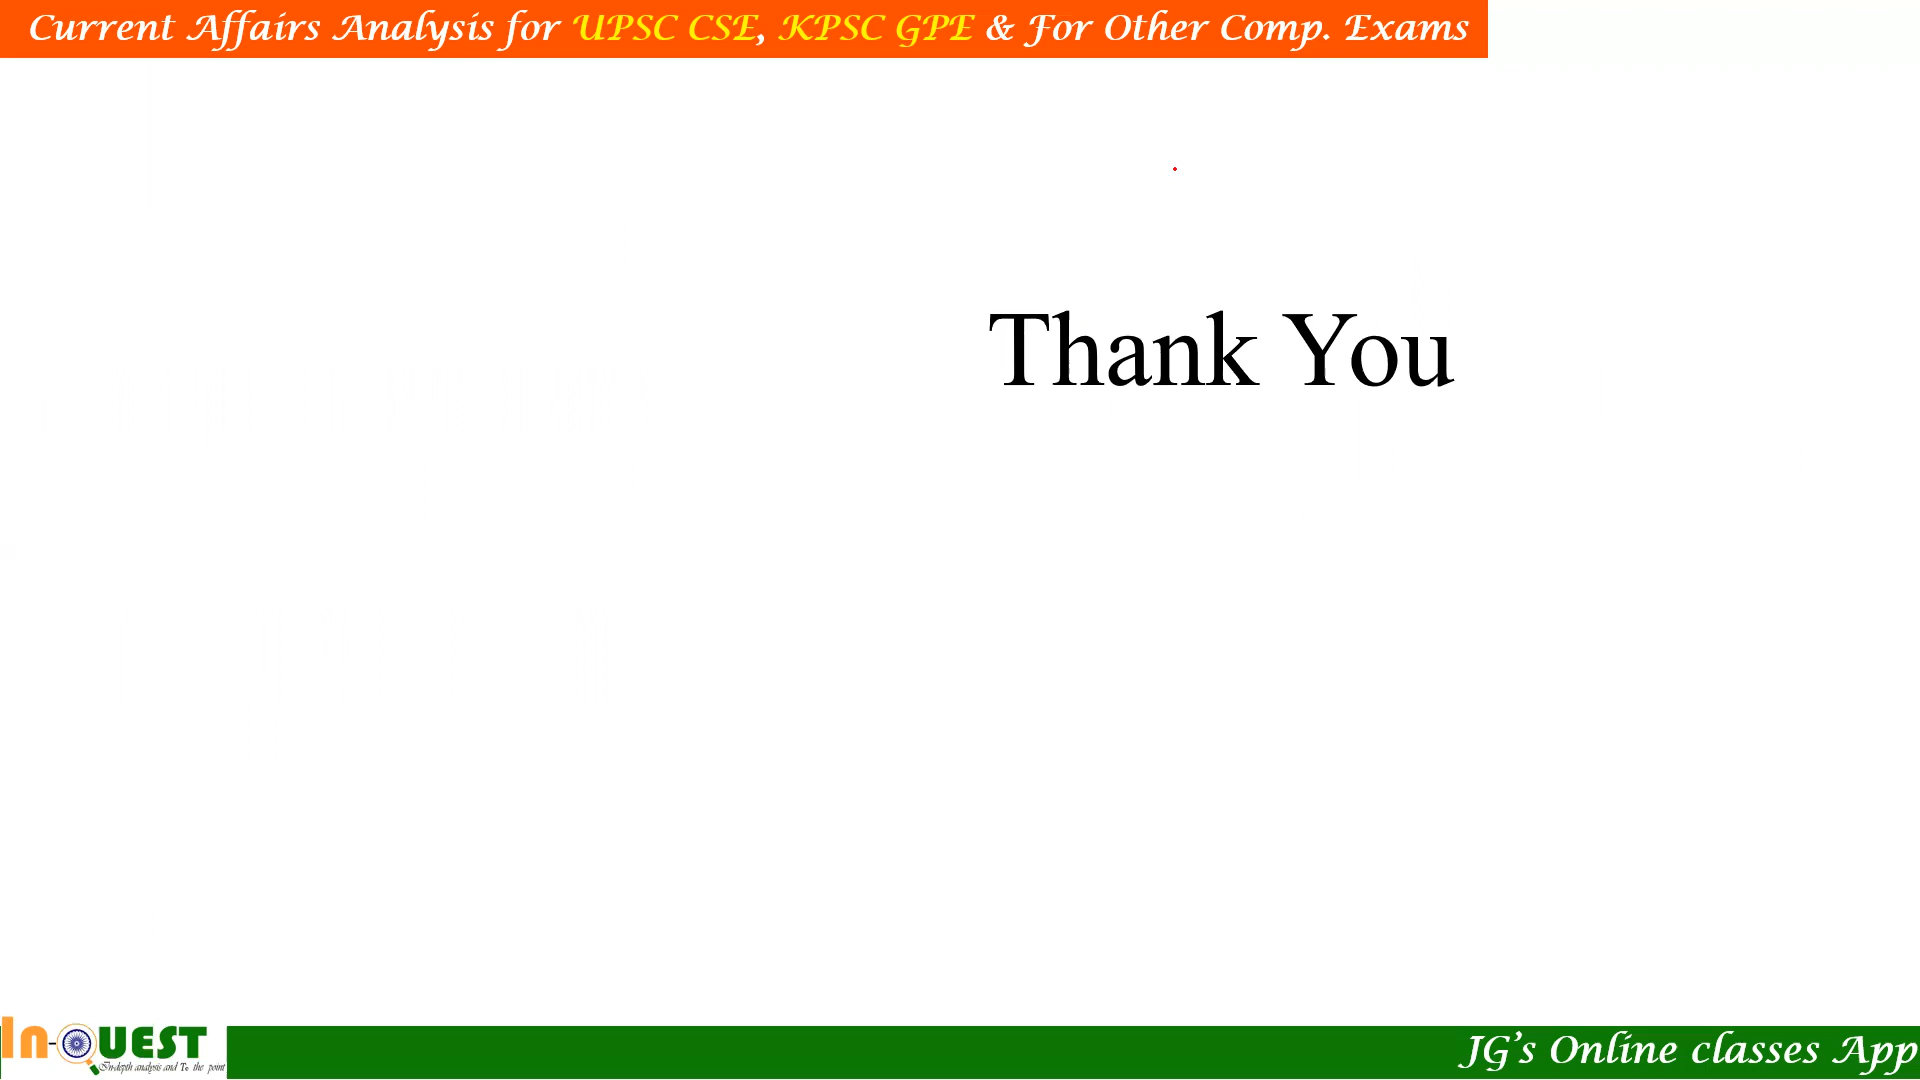 Current Affairs Analysis for UPSC CSE, KPSC GPE & For Other Comp. Exams
Thank You
In-QUEST
In-depth analysis and To the point
JG's Online classes App